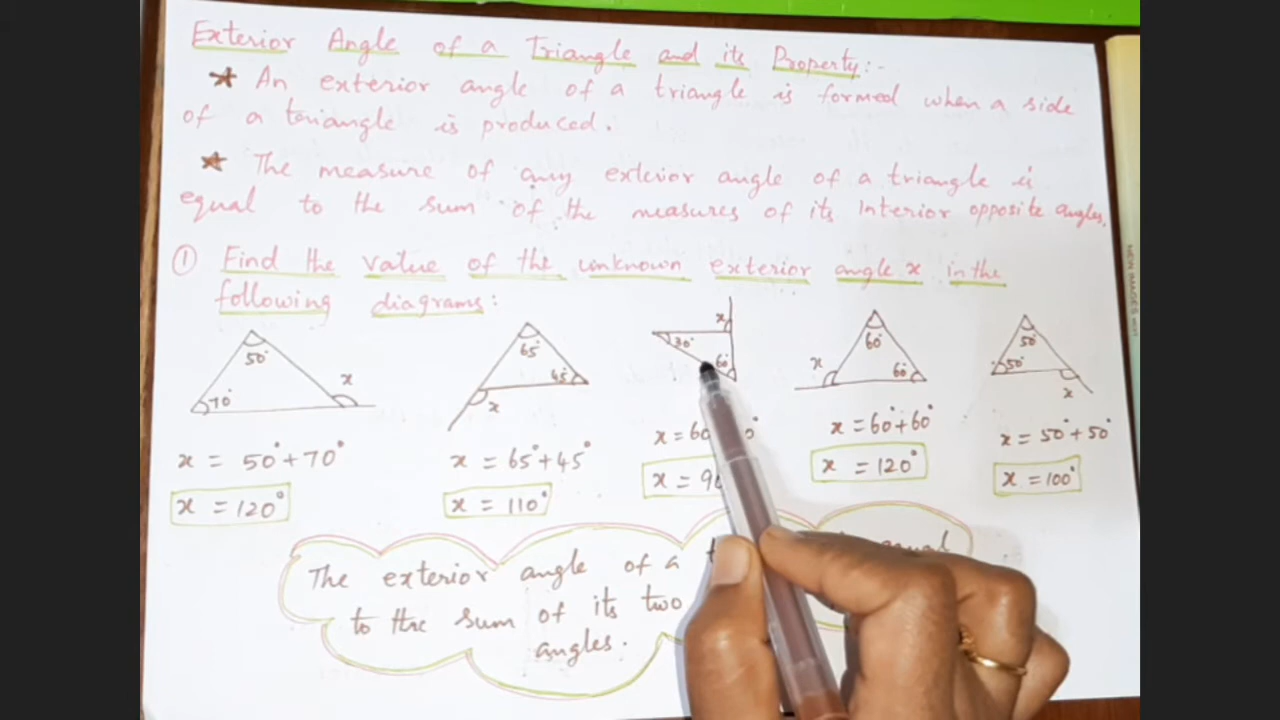 Exterior Angle of a Triangle and its Property:-
★ An exterior angle of a triangle is formed when a side
of a triangle is produced.
★ The measure of any exterior angle of a triangle is
equal to the sum of the measures of its Interior opposite angles.
① Find the value of the unknown exterior angle x in the
following diagrams:
50° 70° x
65° 45° x
x 30° 60°
x 60° 60°
50° 50° x
x = 50°+70°
x = 65°+45°
x = 60
x = 60°+60°
x = 50°+50°
x = 120°
x = 110°
x = 90
x = 120°
x = 100°
The exterior angle of a equal
to the sum of its two
angles.